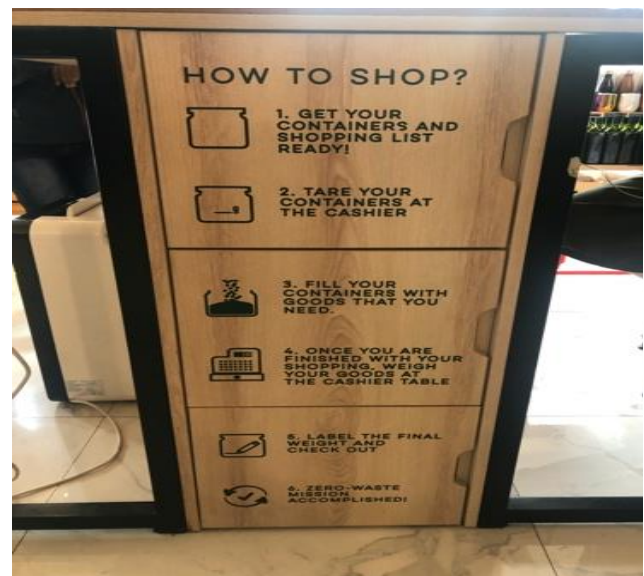 HOW TO SHOP?
1. GET YOUR
CONTAINERS AND
SHOPPING LIST
READY!
2. TARE YOUR
CONTAINERS AT
THE CASHIER
3. FILL YOUR
CONTAINERS WITH
GOODS THAT YOU
NEED.
4. ONCE YOU ARE
FINISHED WITH YOUR
SHOPPING, WEIGH
YOUR GOODS AT
THE CASHIER TABLE
5. LABEL THE FINAL
WEIGHT AND
CHECK OUT
6. ZERO-WASTE
MISSION
ACCOMPLISHED!